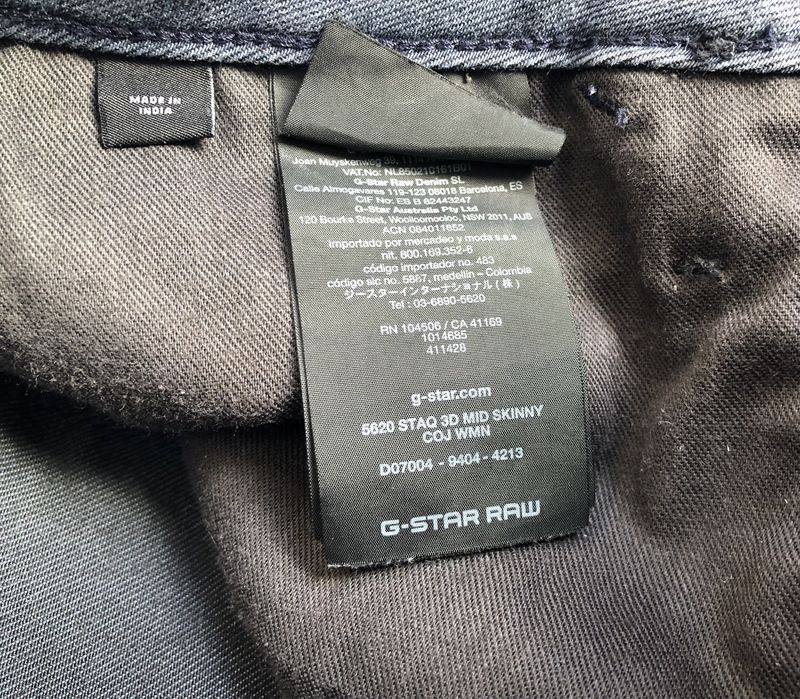 MADE IN
INDIA
Joan Muyskenweg 39, 1114
VAT.No: NL850210161B01
G-Star Raw Denim SL
Calle Almogavares 119-123 08018 Barcelona, ES
CIF No: ES B 62443247
G-Star Australia Pty Ltd
120 Bourke Street, Woolloomooloo, NSW 2011, AUS
ACN 084011652
Importado por mercadeo y moda s.a.s
nit. 800.169.352-6
código importador no. 483
código sic no. 5887, medellin – Colombia
ジースターインターナショナル(株)
Tel : 03-6890-5620
RN 104506 / CA 41169
1014685
411428
g-star.com
5620 STAQ 3D MID SKINNY
COJ WMN
D07004 - 9404 - 4213
G-STAR RAW